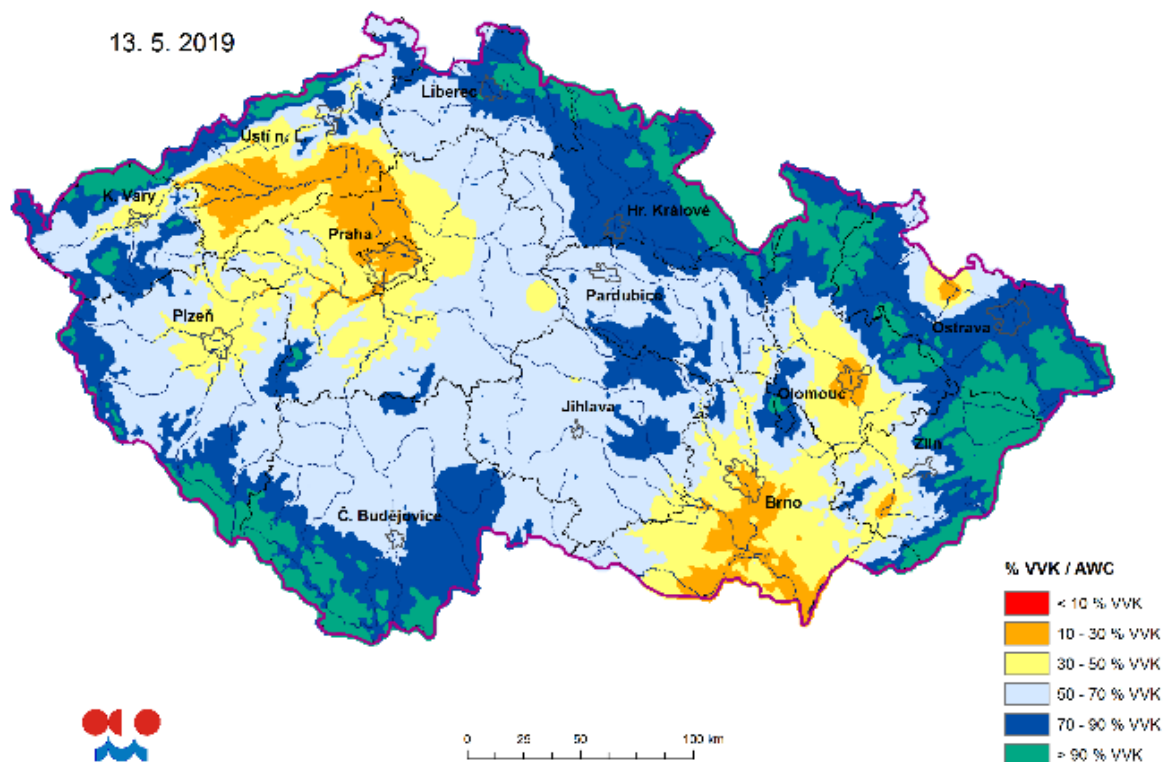 13. 5. 2019
Liberec
Ústí n. L.
K. Vary
Hr. Králové
Praha
Pardubice
Plzeň
Ostrava
Olomouc
Jihlava
Zlín
Brno
Č. Budějovice
% VVK / AWC
< 10 % VVK
10 - 30 % VVK
30 - 50 % VVK
50 - 70 % VVK
70 - 90 % VVK
> 90 % VVK
0 25 50 100 km